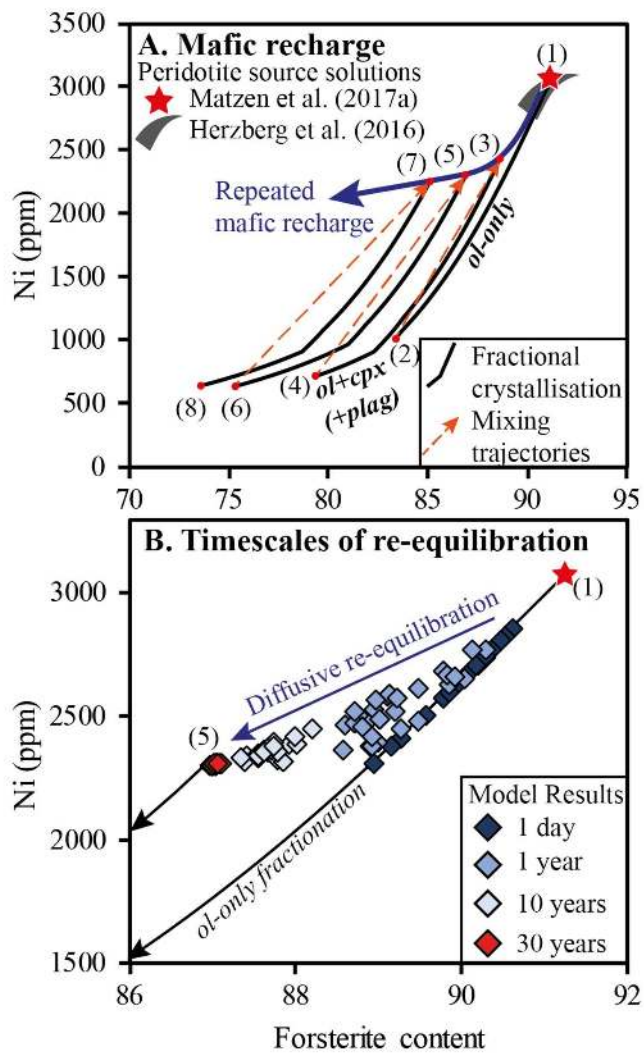 A. Mafic recharge
(1)
Peridotite source solutions
Matzen et al. (2017a)
Herzberg et al. (2016)
(7)
(5)
(3)
Repeated
mafic recharge
ol-only
(2)
(4)
(6)
(8)
ol+cpx
(+plag)
Fractional
crystallisation
Mixing
trajectories
Ni (ppm)
3500
3000
2500
2000
1500
1000
500
0
70
75
80
85
90
95
B. Timescales of re-equilibration
(1)
Diffusive re-equilibration
(5)
ol-only fractionation
Model Results
1 day
1 year
10 years
30 years
Ni (ppm)
3000
2500
2000
1500
86
88
90
92
Forsterite content